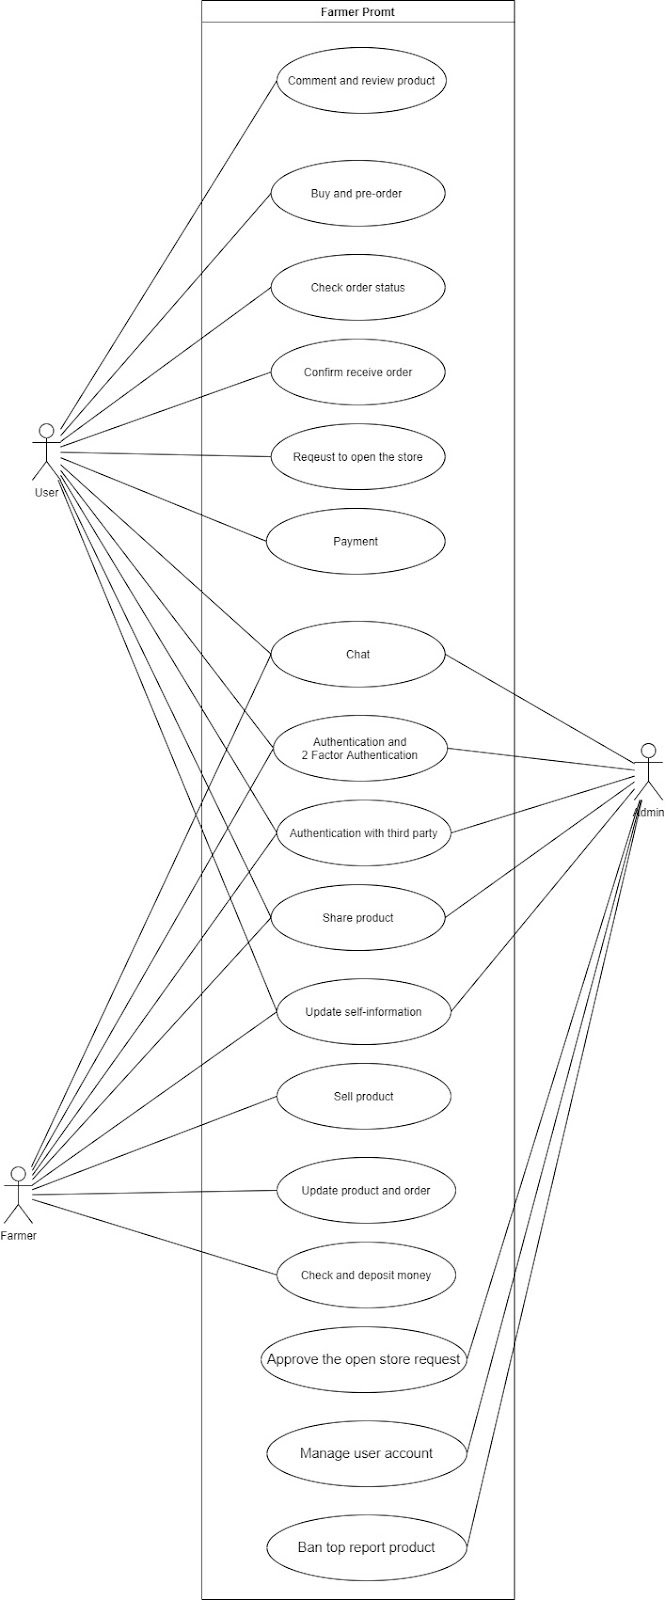 Farmer Promt
Comment and review product
Buy and pre-order
Check order status
Confirm receive order
Reqeust to open the store
User
Payment
Chat
Authentication and
2 Factor Authentication
Admin
Authentication with third party
Share product
Update self-information
Sell product
Update product and order
Farmer
Check and deposit money
Approve the open store request
Manage user account
Ban top report product